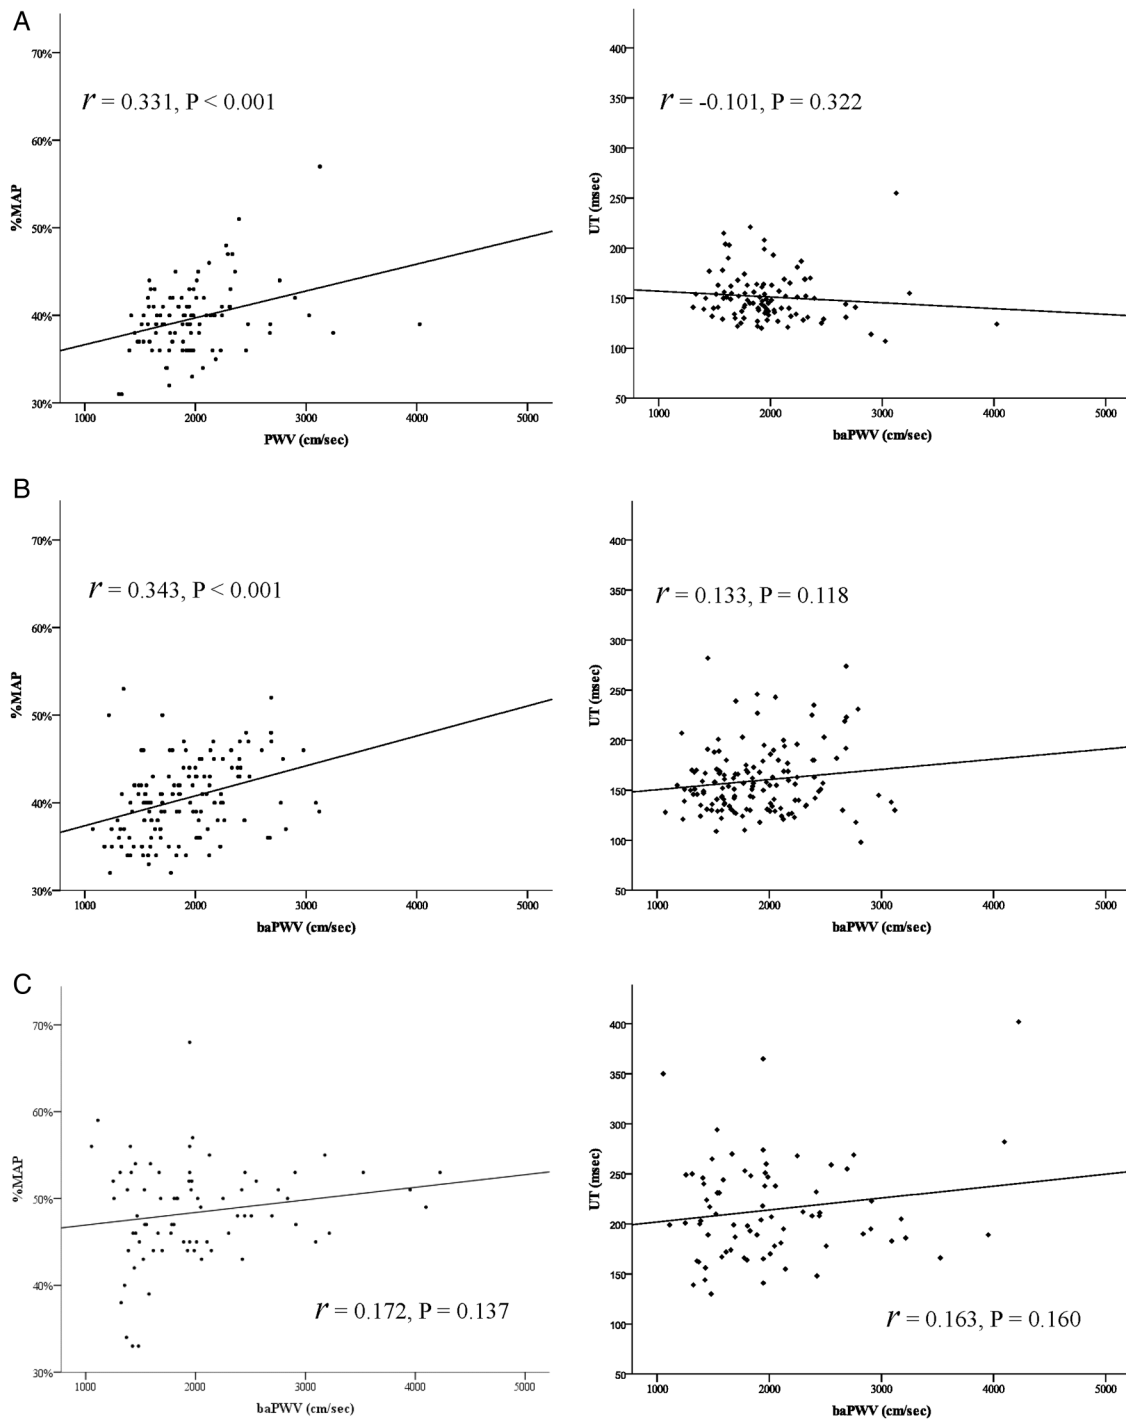 A
70%
60%
50%
40%
30%
%MAP
r = 0.331, P < 0.001
1000 2000 3000 4000 5000
PWV (cm/sec)
400
350
300
250
200
150
100
50
UT (msec)
r = -0.101, P = 0.322
1000 2000 3000 4000 5000
baPWV (cm/sec)
B
70%
60%
50%
40%
30%
%MAP
r = 0.343, P < 0.001
1000 2000 3000 4000 5000
baPWV (cm/sec)
400
350
300
250
200
150
100
50
UT (msec)
r = 0.133, P = 0.118
1000 2000 3000 4000 5000
baPWV (cm/sec)
C
70%
60%
50%
40%
30%
%MAP
r = 0.172, P = 0.137
1000 2000 3000 4000 5000
baPWV (cm/sec)
400
350
300
250
200
150
100
50
UT (msec)
r = 0.163, P = 0.160
1000 2000 3000 4000 5000
baPWV (cm/sec)